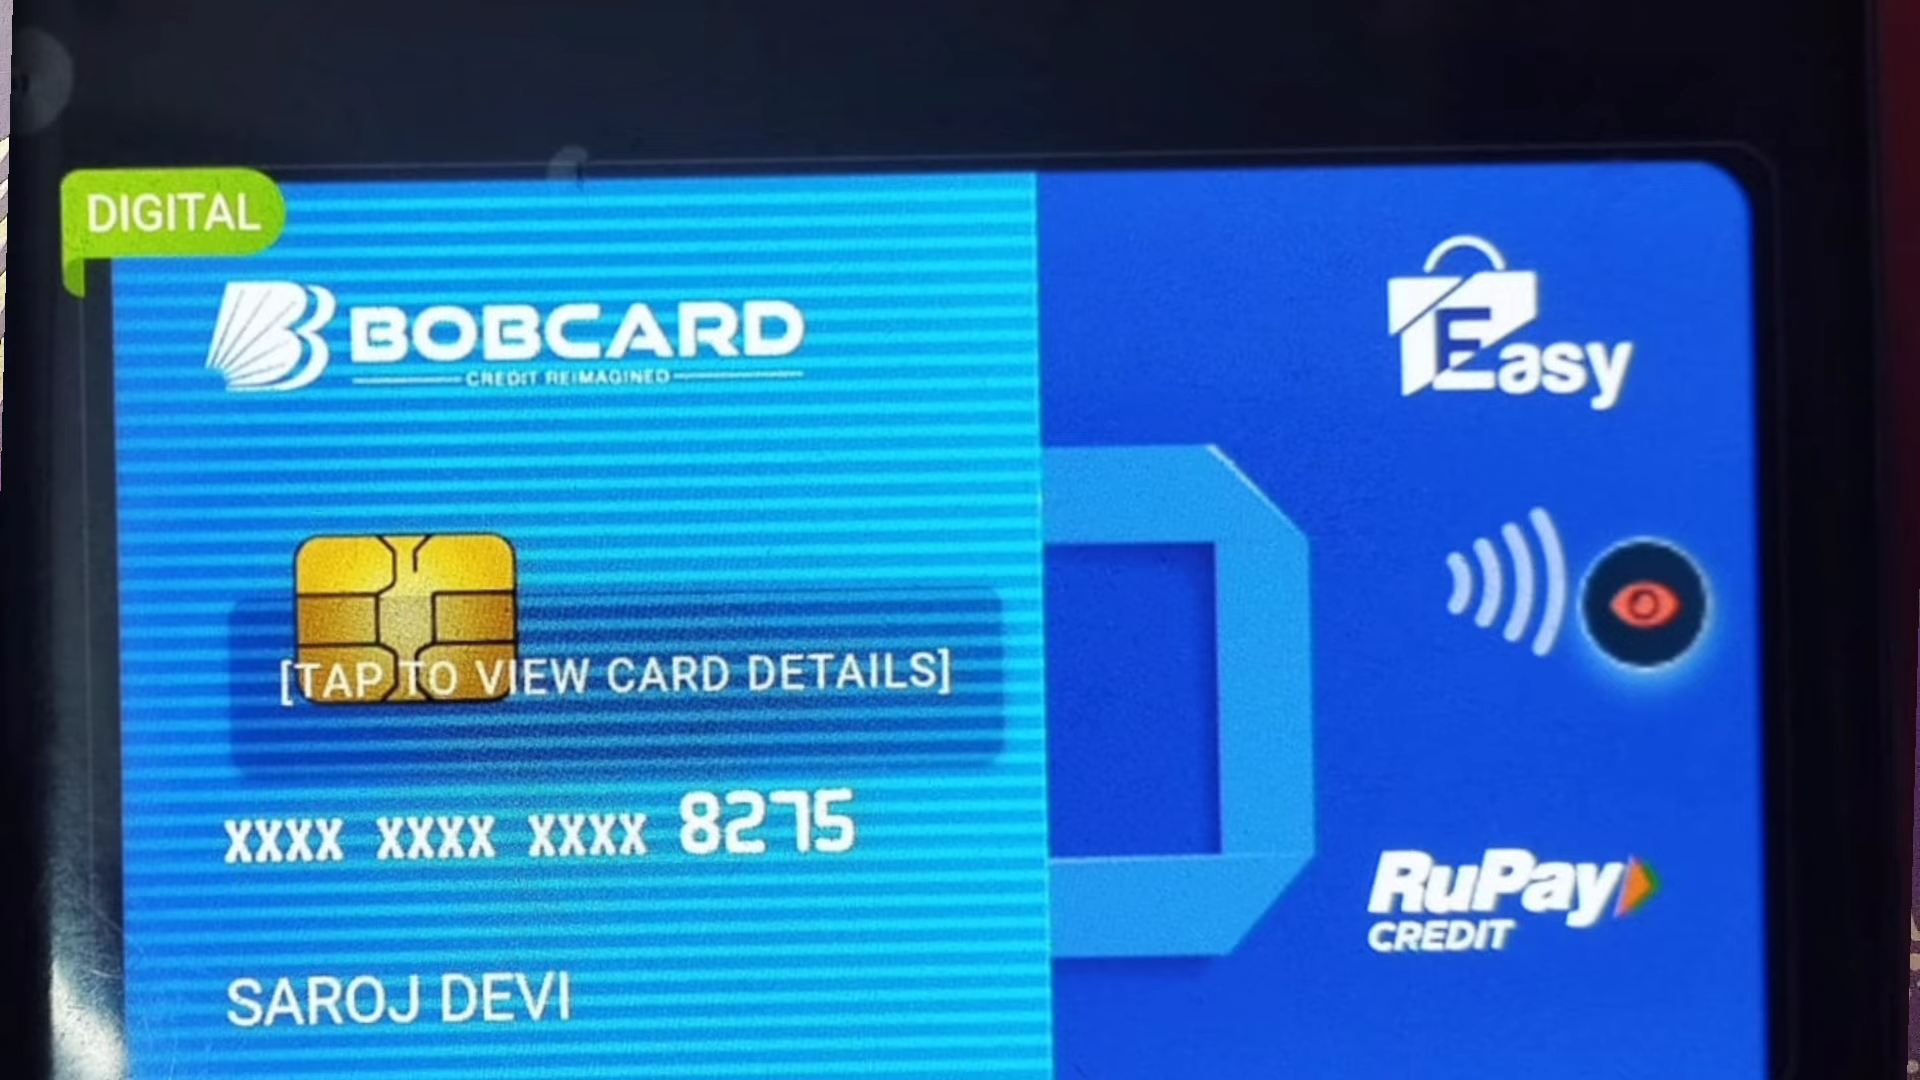 DIGITAL
BOBCARD
CREDIT REIMAGINED
Easy
[TAP TO VIEW CARD DETAILS]
XXXX XXXX XXXX 8275
RuPay
CREDIT
SAROJ DEVI